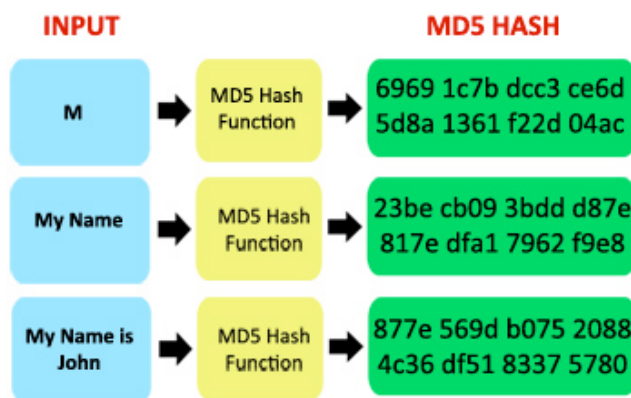 INPUT MD5 HASH
M
MD5 Hash
Function
6969 1c7b dcc3 ce6d
5d8a 1361 f22d 04ac
My Name
MD5 Hash
Function
23be cb09 3bdd d87e
817e dfa1 7962 f9e8
My Name is
John
MD5 Hash
Function
877e 569d b075 2088
4c36 df51 8337 5780